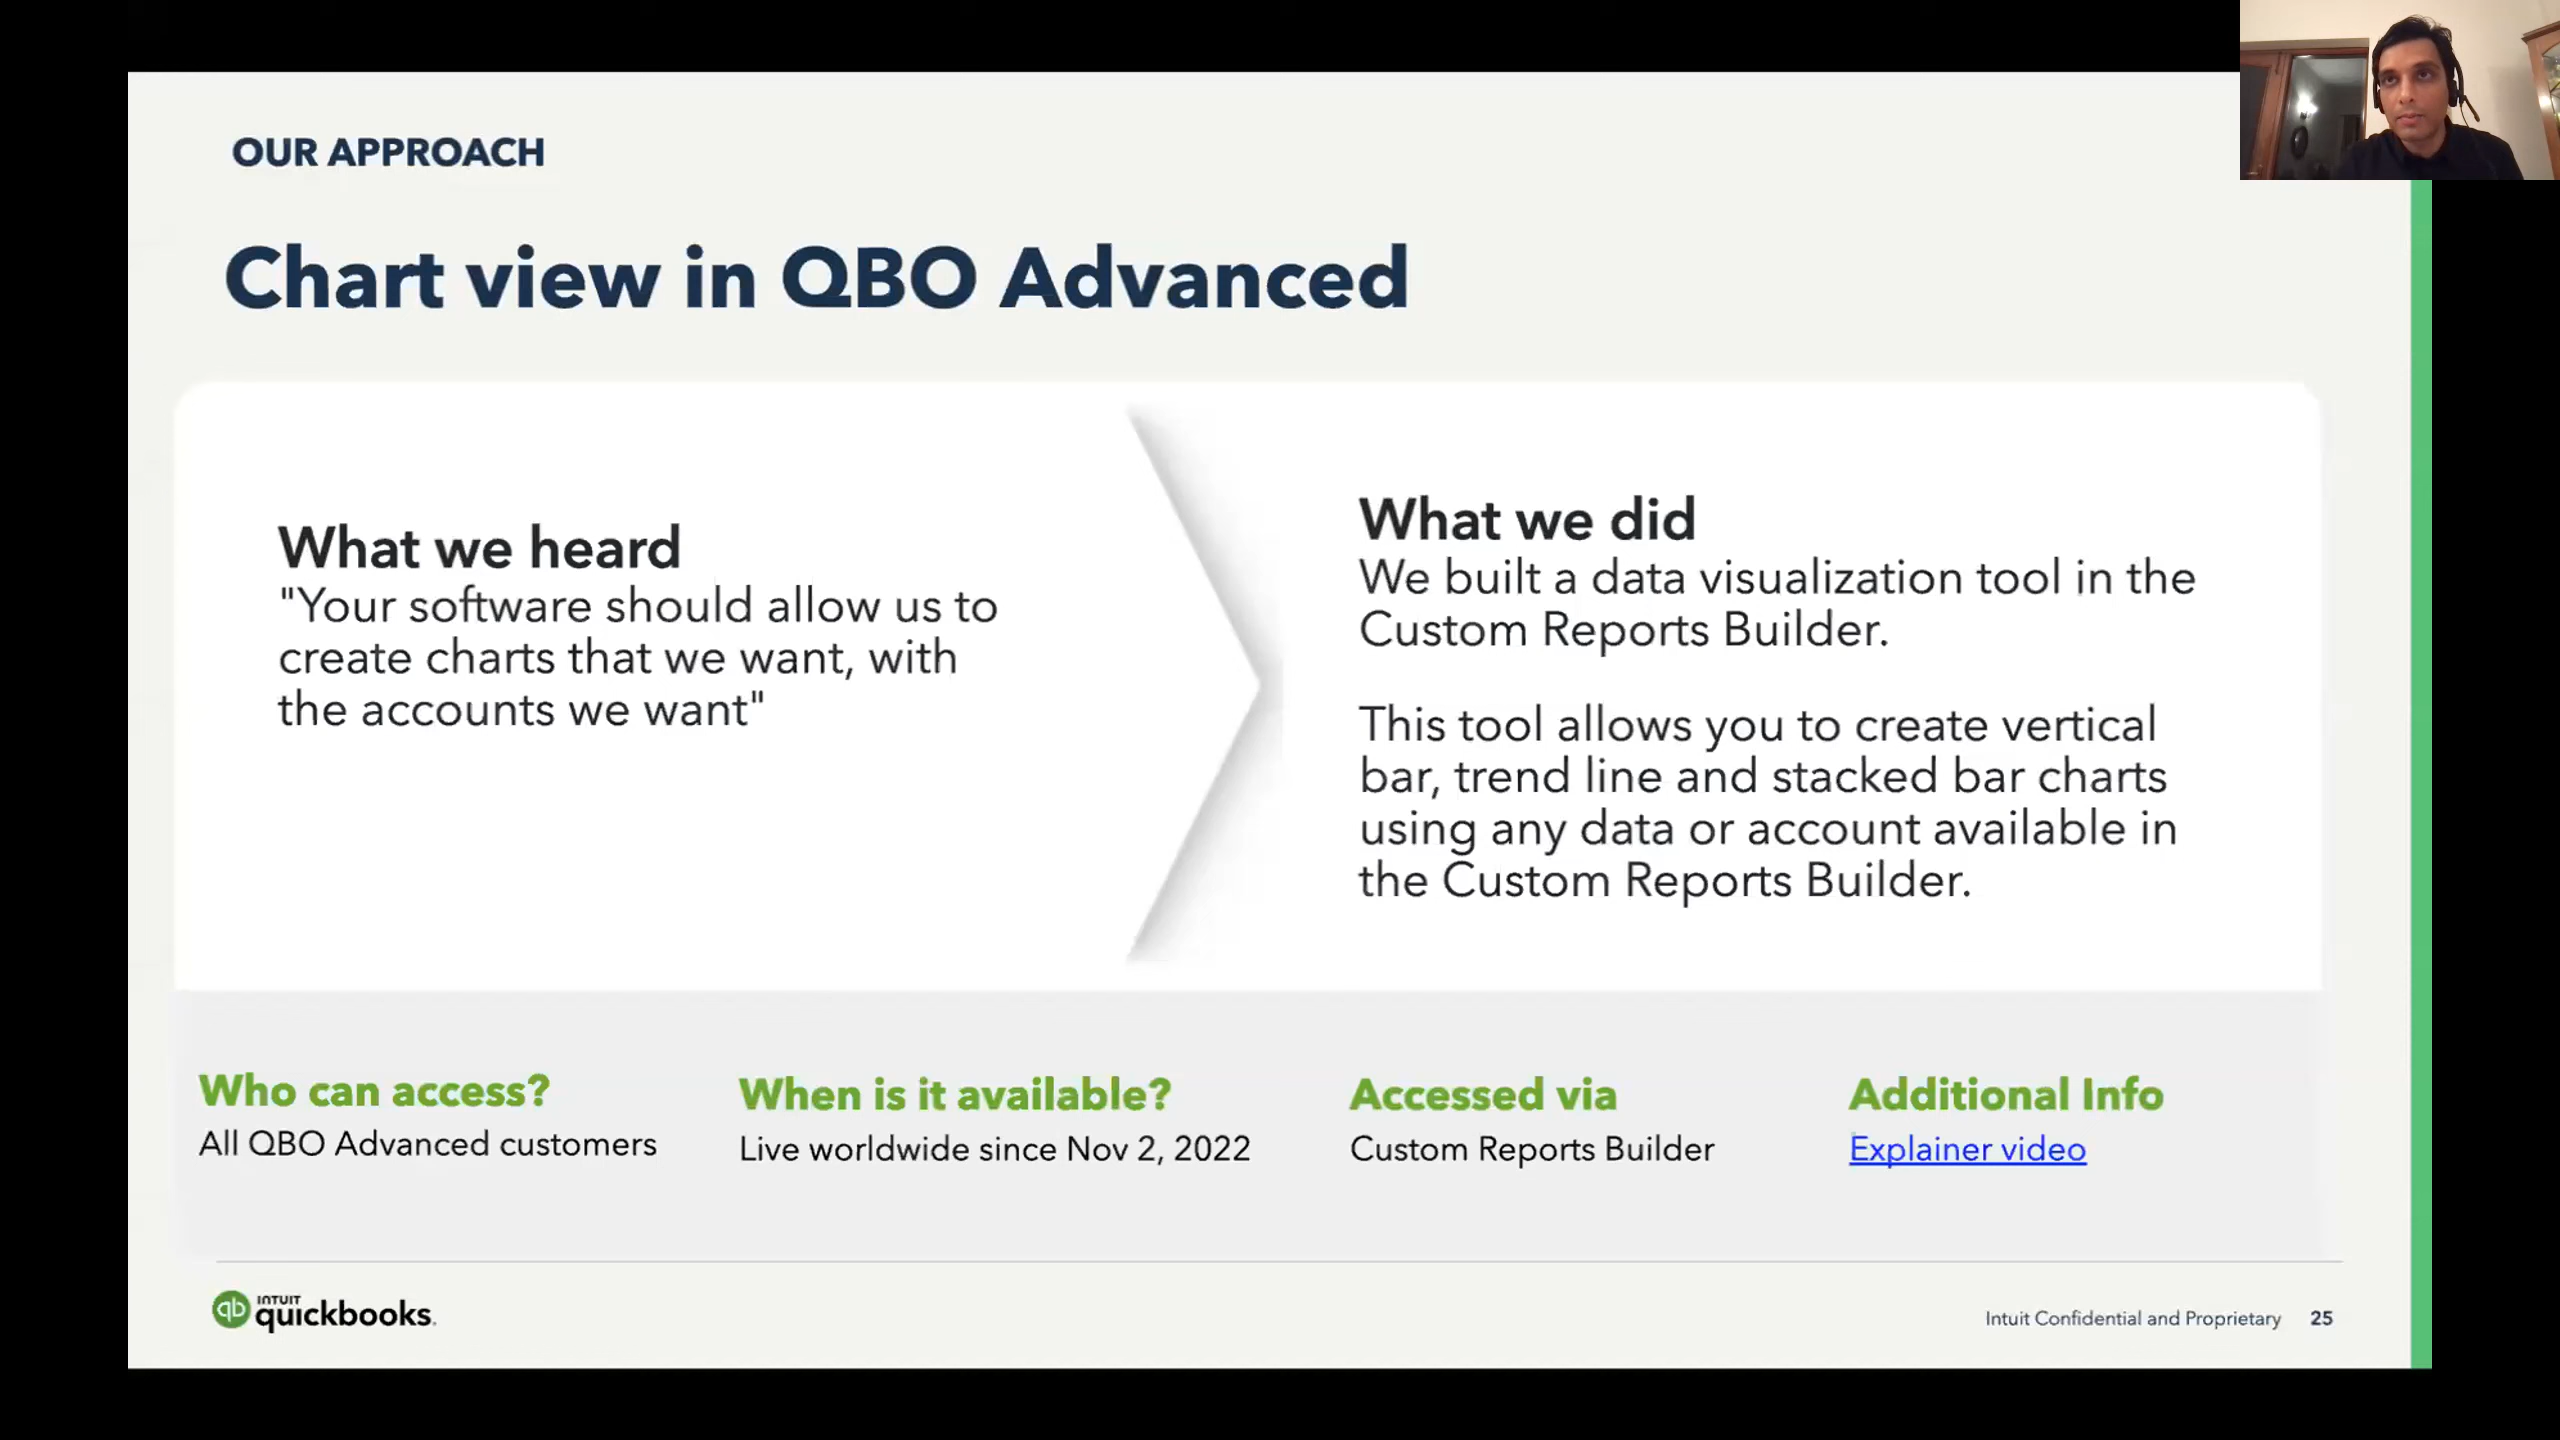 OUR APPROACH
Chart view in QBO Advanced
What we heard
"Your software should allow us to
create charts that we want, with
the accounts we want"
What we did
We built a data visualization tool in the
Custom Reports Builder.
This tool allows you to create vertical
bar, trend line and stacked bar charts
using any data or account available in
the Custom Reports Builder.
Who can access?
All QBO Advanced customers
When is it available?
Live worldwide since Nov 2, 2022
Accessed via
Custom Reports Builder
Additional Info
Explainer video
qb
INTUIT
quickbooks.
Intuit Confidential and Proprietary 25